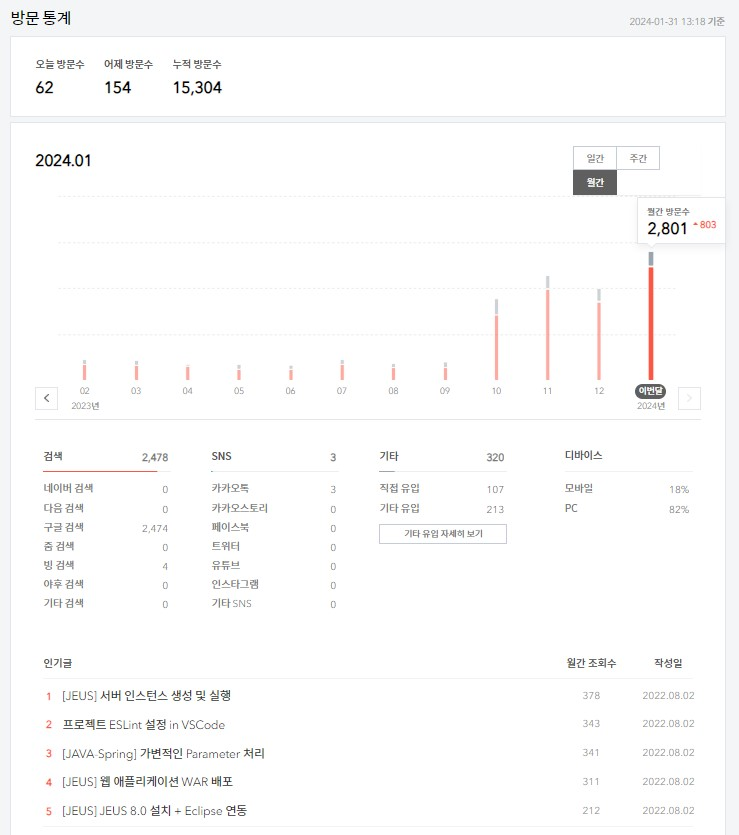 방문 통계
2024-01-31 13:18 기준
오늘 방문수 어제 방문수 누적 방문수
62 154 15,304
2024.01
일간 주간
월간
월간 방문수
2,801 803
02 03 04 05 06 07 08 09 10 11 12 이번달
2023년 2024년
검색 2,478
네이버 검색 0
다음 검색 0
구글 검색 2,474
줌 검색 0
빙 검색 4
야후 검색 0
기타 검색 0
SNS 3
카카오톡 3
카카오스토리 0
페이스북 0
트위터 0
유튜브 0
인스타그램 0
기타 SNS 0
기타 320
직접 유입 107
기타 유입 213
기타 유입 자세히 보기
디바이스
모바일 18%
PC 82%
인기글 월간 조회수 작성일
1 [JEUS] 서버 인스턴스 생성 및 실행 378 2022.08.02
2 프로젝트 ESLint 설정 in VSCode 343 2022.08.02
3 [JAVA-Spring] 가변적인 Parameter 처리 341 2022.08.02
4 [JEUS] 웹 애플리케이션 WAR 배포 311 2022.08.02
5 [JEUS] JEUS 8.0 설치 + Eclipse 연동 212 2022.08.02